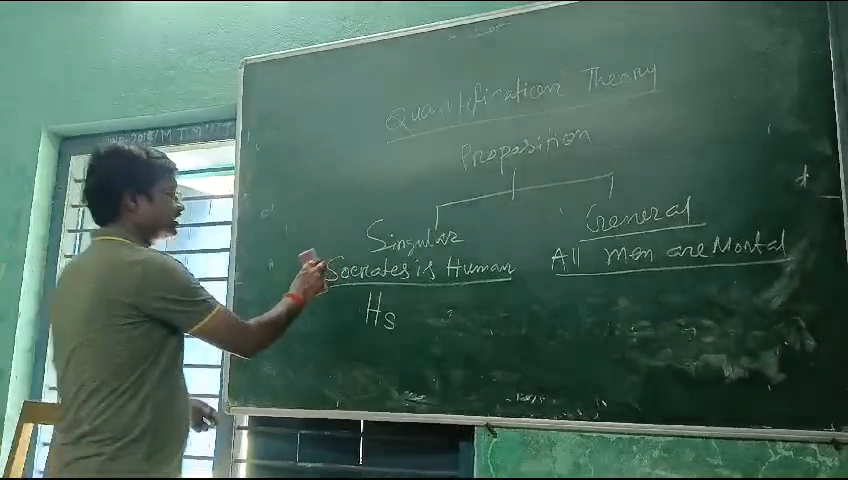 Quantification Theory
Proposition
Singular
General
Socrates is Human
All men are Mortal
Hs